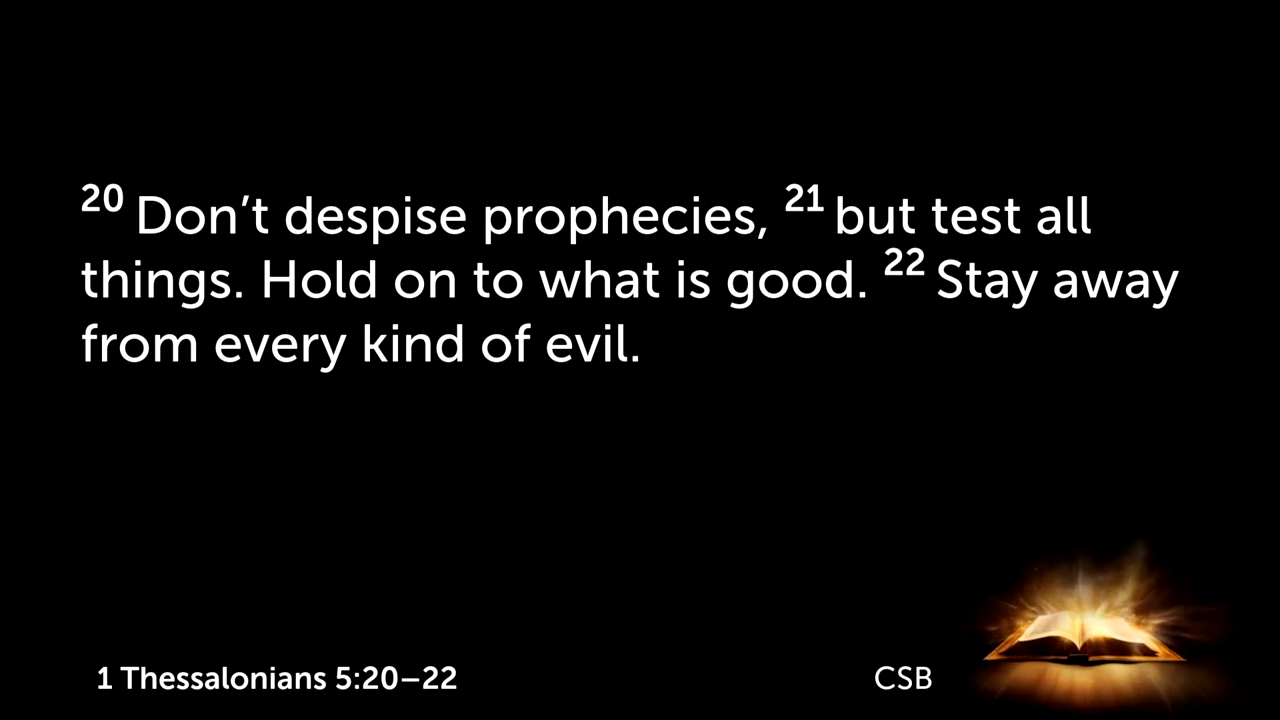 20 Don’t despise prophecies, 21 but test all
things. Hold on to what is good. 22 Stay away
from every kind of evil.
1 Thessalonians 5:20–22
CSB